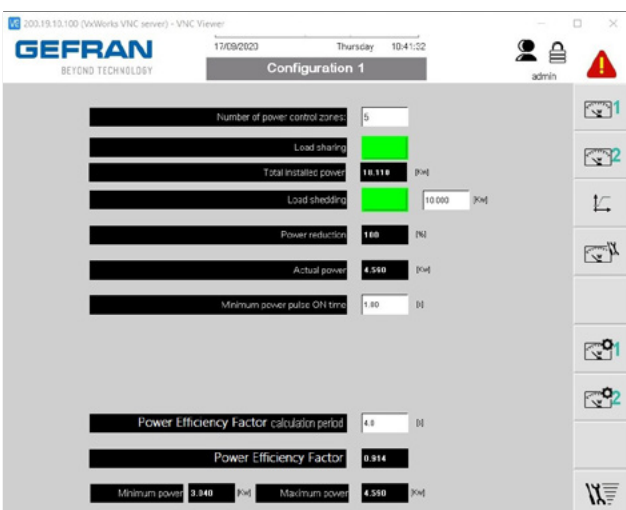 200.19.10.100 (VxWorks VNC server) - VNC Viewer
GEFRAN
BEYOND TECHNOLOGY
17/09/2020 Thursday 10:41:32
Configuration 1
admin
Number of power control zones: 5
1
Load sharing
2
Total installed power 10.110 [Kw]
Load shedding 10.000 [Kw]
Power reduction 100 [%]
Actual power 4.590 [Kw]
Minimum power pulse ON time 1.00 [s]
1
2
Power Efficiency Factor calculation period 4.0 [s]
Power Efficiency Factor 0.914
Minimum power 3.940 [Kw] Maximum power 4.590 [Kw]